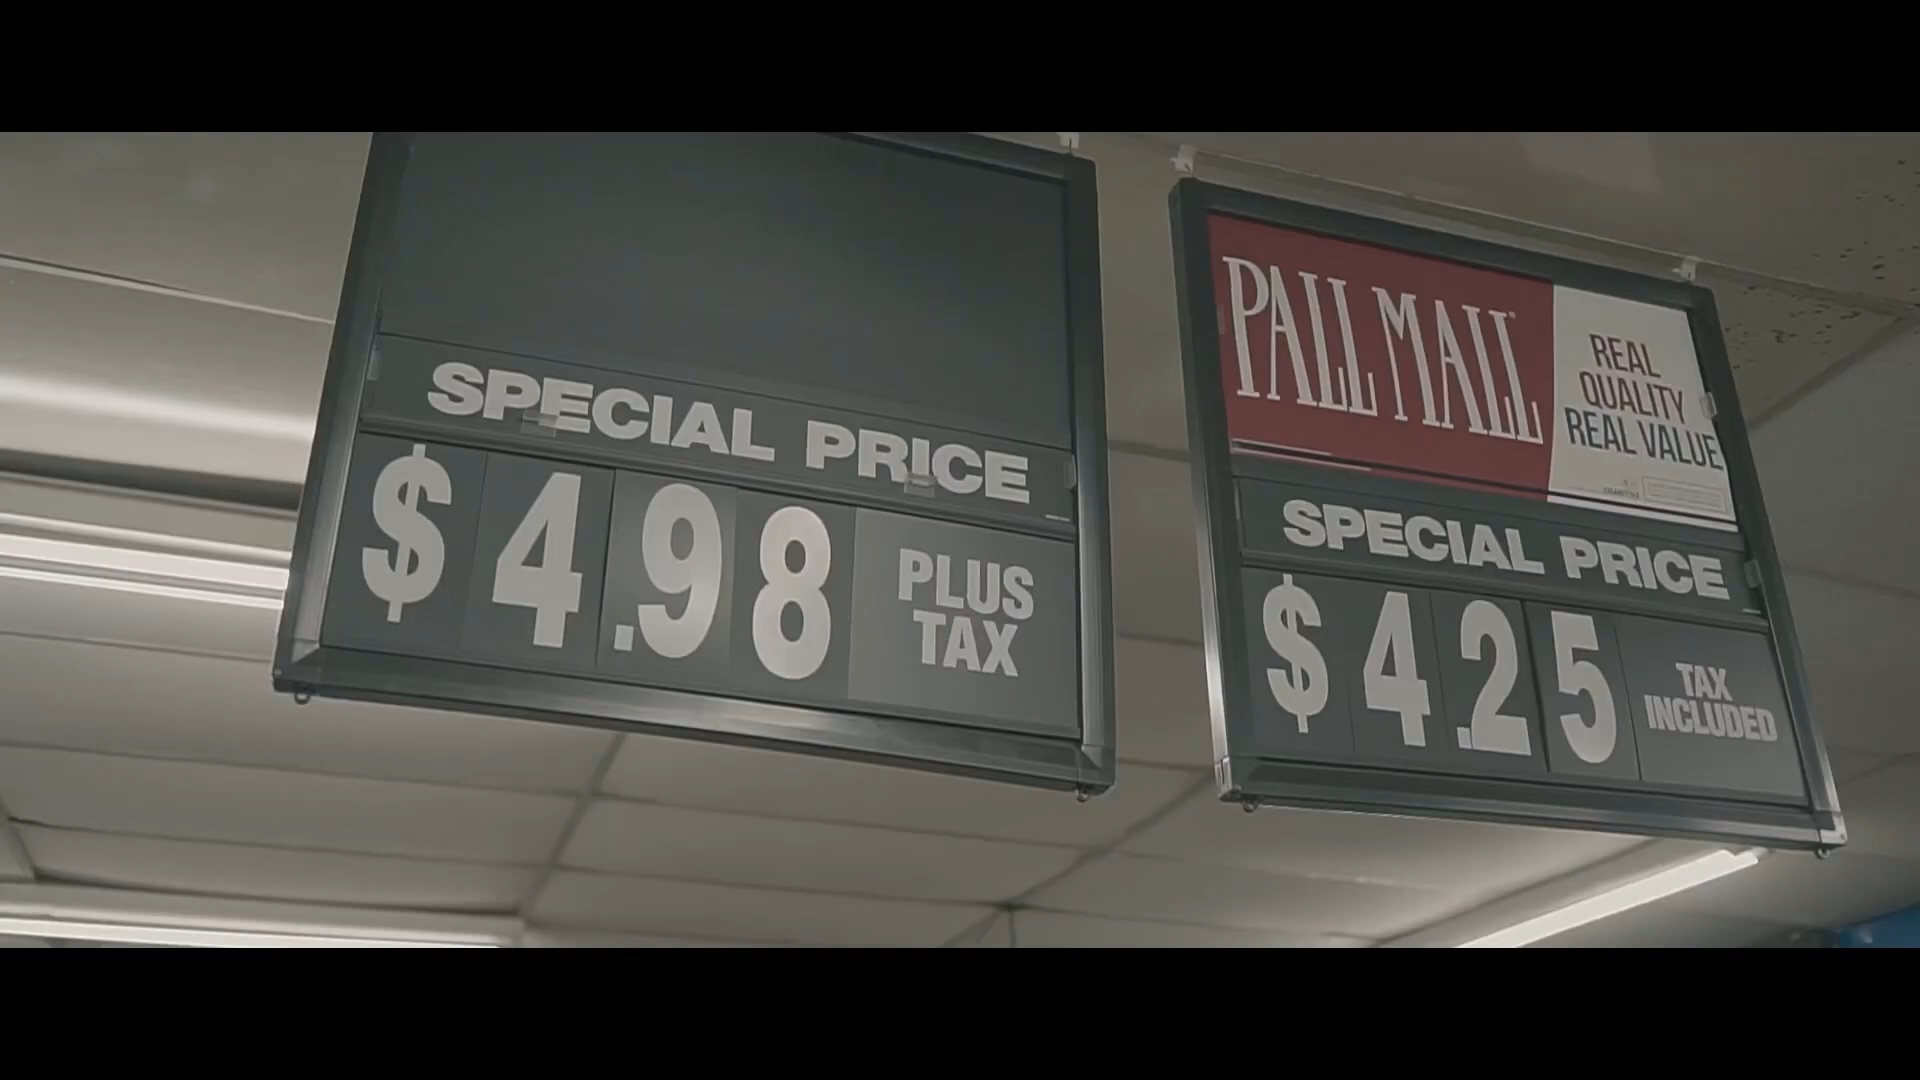 SPECIAL PRICE
$4.98 PLUS
TAX
PALL MALL
REAL
QUALITY
REAL VALUE
SPECIAL PRICE
$4.25 TAX
INCLUDED